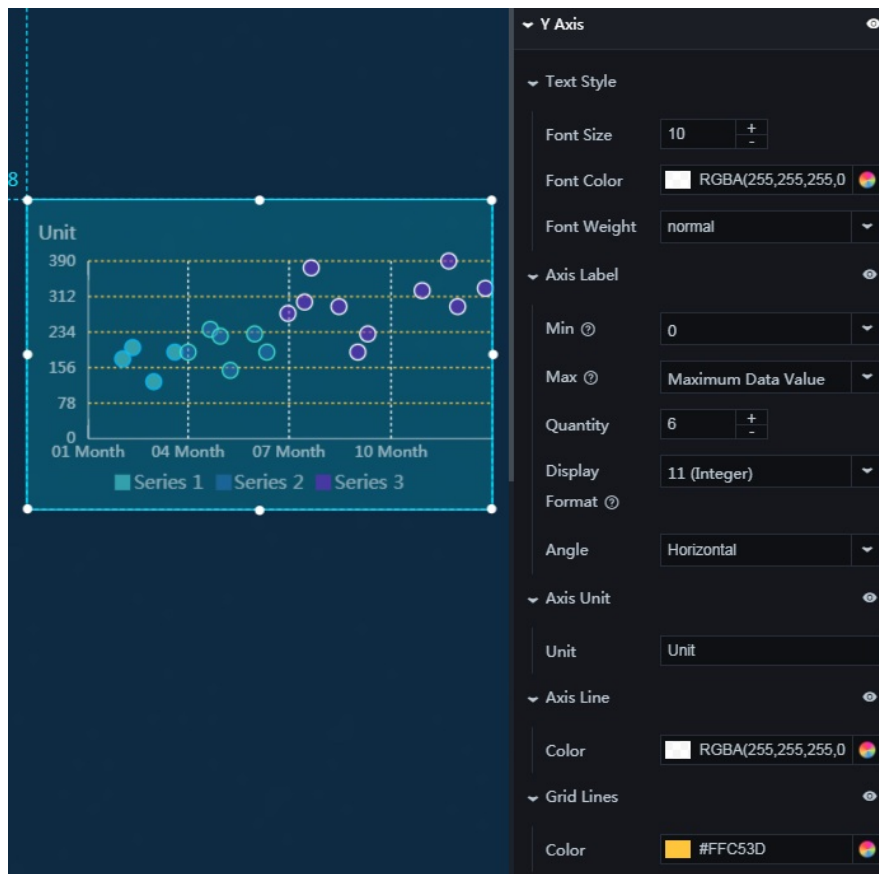 8
Unit
390
312
234
156
78
0
01 Month 04 Month 07 Month 10 Month
Series 1 Series 2 Series 3
Y Axis
Text Style
Font Size 10 + -
Font Color RGBA(255,255,255,0
Font Weight normal
Axis Label
Min ? 0
Max ? Maximum Data Value
Quantity 6 + -
Display 11 (Integer)
Format ?
Angle Horizontal
Axis Unit
Unit Unit
Axis Line
Color RGBA(255,255,255,0
Grid Lines
Color #FFC53D